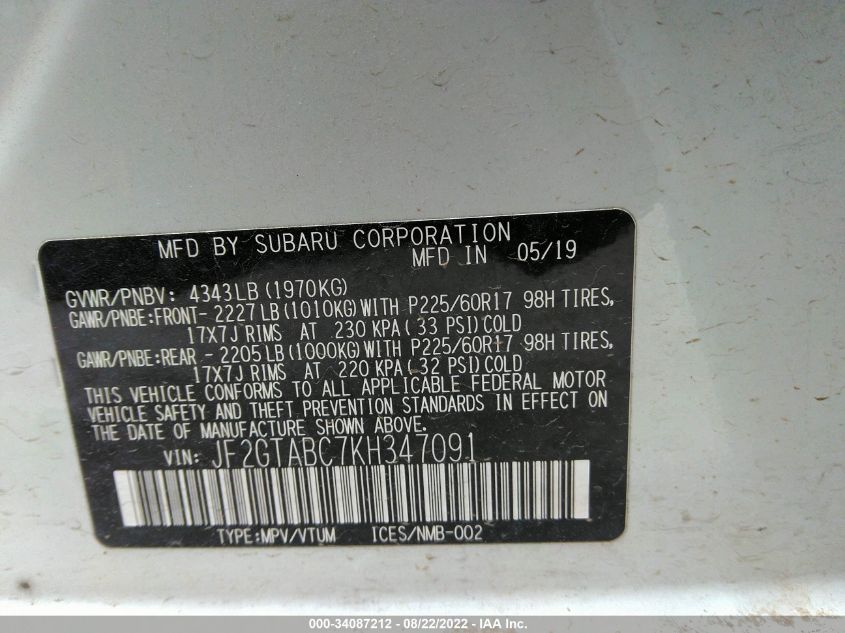 MFD BY SUBARU CORPORATION
MFD IN 05/19
GVWR/PNBV: 4343LB (1970KG)
GAWR/PNBE:FRONT- 2227 LB (1010KG) WITH P225/60R17 98H TIRES,
17X7J RIMS AT 230 KPA ( 33 PSI) COLD
GAWR/PNBE:REAR - 2205 LB (1000KG) WITH P225/60R17 98H TIRES,
17X7J RIMS AT 220 KPA ( 32 PSI) COLD
THIS VEHICLE CONFORMS TO ALL APPLICABLE FEDERAL MOTOR
VEHICLE SAFETY AND THEFT PREVENTION STANDARDS IN EFFECT ON
THE DATE OF MANUFACTURE SHOWN ABOVE.
VIN: JF2GTABC7KH347091
TYPE:MPV/VTUM ICES/NMB-002
000-34087212 - 08/22/2022 - IAA Inc.